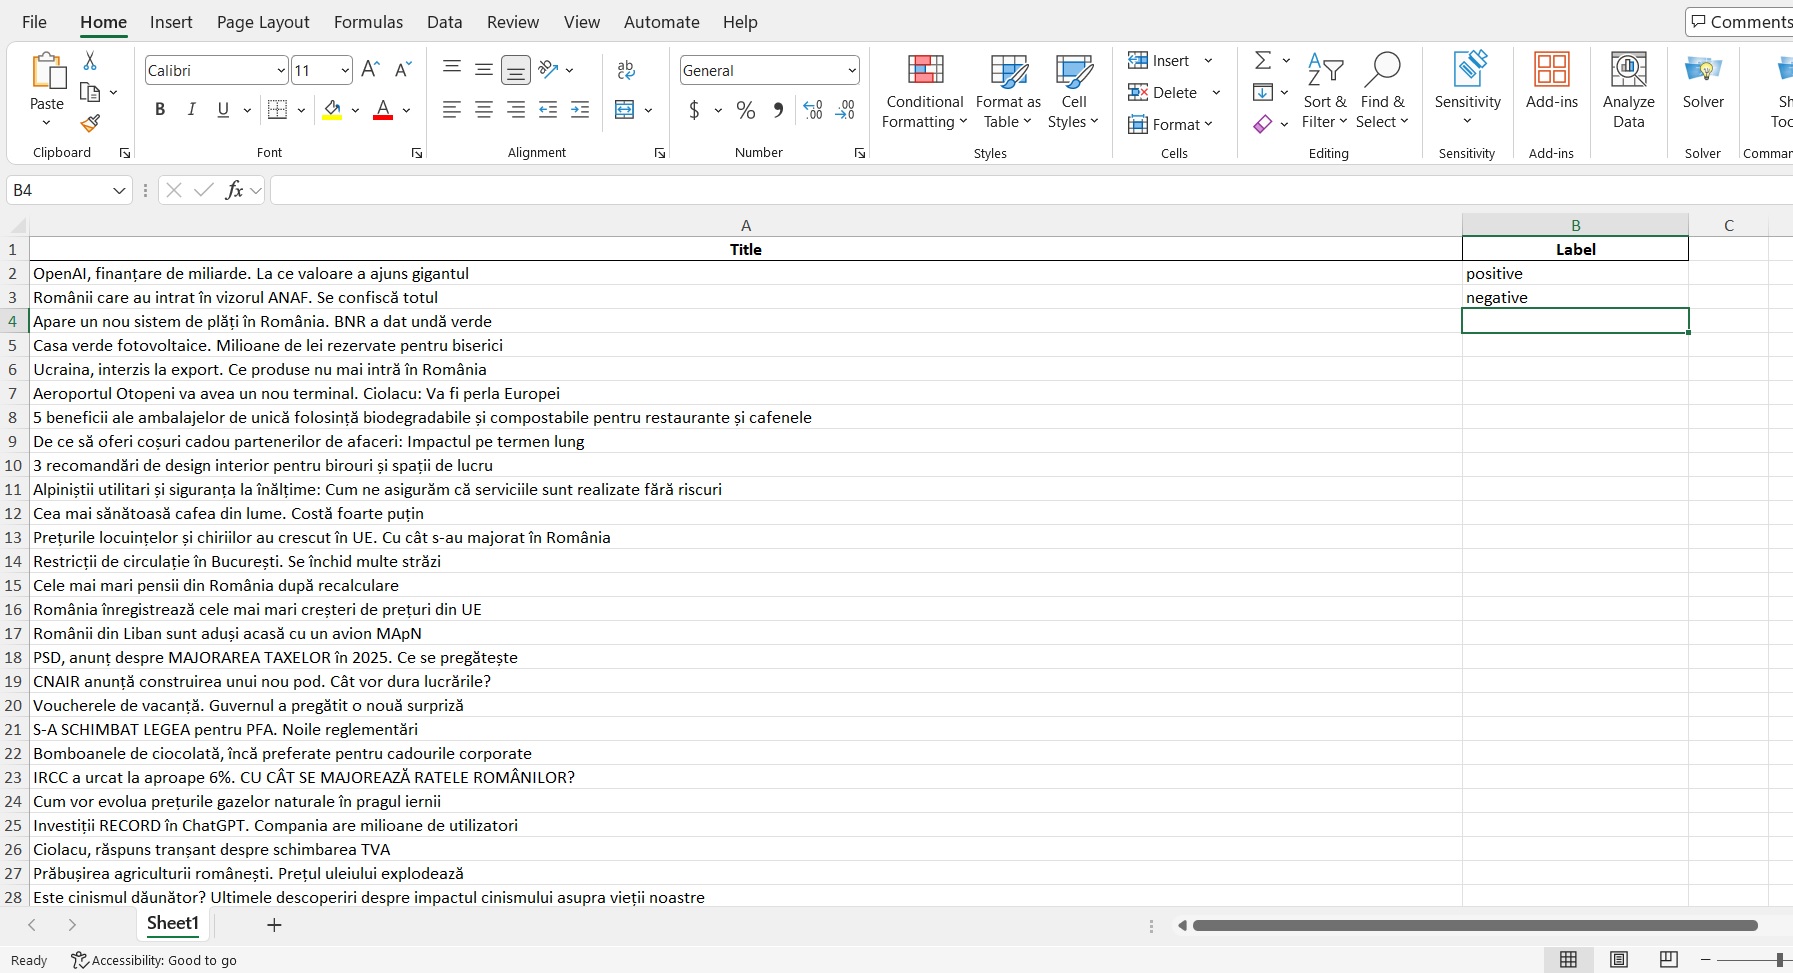 File Home Insert Page Layout Formulas Data Review View Automate Help Comments
Paste
Clipboard
Calibri 11
B I U A
Font
ab
Alignment
General
$ % 9 .00
Number
Conditional Formatting
Format as Table
Cell Styles
Styles
Insert
Delete
Format
Cells
Sort & Filter
Find & Select
Editing
Sensitivity
Sensitivity
Add-ins
Add-ins
Analyze Data
Solver
Solver
B4 fx
A B C
1 Title Label
2 OpenAI, finanțare de miliarde. La ce valoare a ajuns gigantul positive
3 Românii care au intrat în vizorul ANAF. Se confiscă totul negative
4 Apare un nou sistem de plăți în România. BNR a dat undă verde
5 Casa verde fotovoltaice. Milioane de lei rezervate pentru biserici
6 Ucraina, interzis la export. Ce produse nu mai intră în România
7 Aeroportul Otopeni va avea un nou terminal. Ciolacu: Va fi perla Europei
8 5 beneficii ale ambalajelor de unică folosință biodegradabile și compostabile pentru restaurante și cafenele
9 De ce să oferi coșuri cadou partenerilor de afaceri: Impactul pe termen lung
10 3 recomandări de design interior pentru birouri și spații de lucru
11 Alpiniștii utilitari și siguranța la înălțime: Cum ne asigurăm că serviciile sunt realizate fără riscuri
12 Cea mai sănătoasă cafea din lume. Costă foarte puțin
13 Prețurile locuințelor și chiriilor au crescut în UE. Cu cât s-au majorat în România
14 Restricții de circulație în București. Se închid multe străzi
15 Cele mai mari pensii din România după recalculare
16 România înregistrează cele mai mari creșteri de prețuri din UE
17 Românii din Liban sunt aduși acasă cu un avion MApN
18 PSD, anunț despre MAJORAREA TAXELOR în 2025. Ce se pregătește
19 CNAIR anunță construirea unui nou pod. Cât vor dura lucrările?
20 Voucherele de vacanță. Guvernul a pregătit o nouă surpriză
21 S-A SCHIMBAT LEGEA pentru PFA. Noile reglementări
22 Bomboanele de ciocolată, încă preferate pentru cadourile corporate
23 IRCC a urcat la aproape 6%. CU CÂT SE MAJOREAZĂ RATELE ROMÂNILOR?
24 Cum vor evolua prețurile gazelor naturale în pragul iernii
25 Investiții RECORD în ChatGPT. Compania are milioane de utilizatori
26 Ciolacu, răspuns tranșant despre schimbarea TVA
27 Prăbușirea agriculturii românești. Prețul uleiului explodează
28 Este cinismul dăunător? Ultimele descoperiri despre impactul cinismului asupra vieții noastre
Sheet1
Ready Accessibility: Good to go